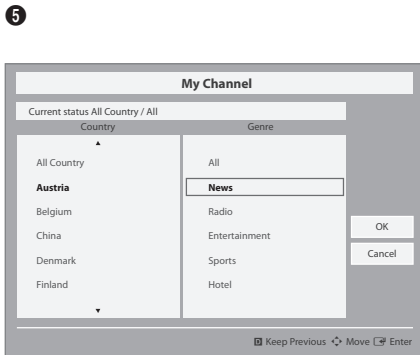 5
My Channel
Current status All Country / All
Country Genre
All Country All
Austria News
Belgium Radio
China Entertainment
Denmark Sports
Finland Hotel
OK
Cancel
D Keep Previous Move Enter